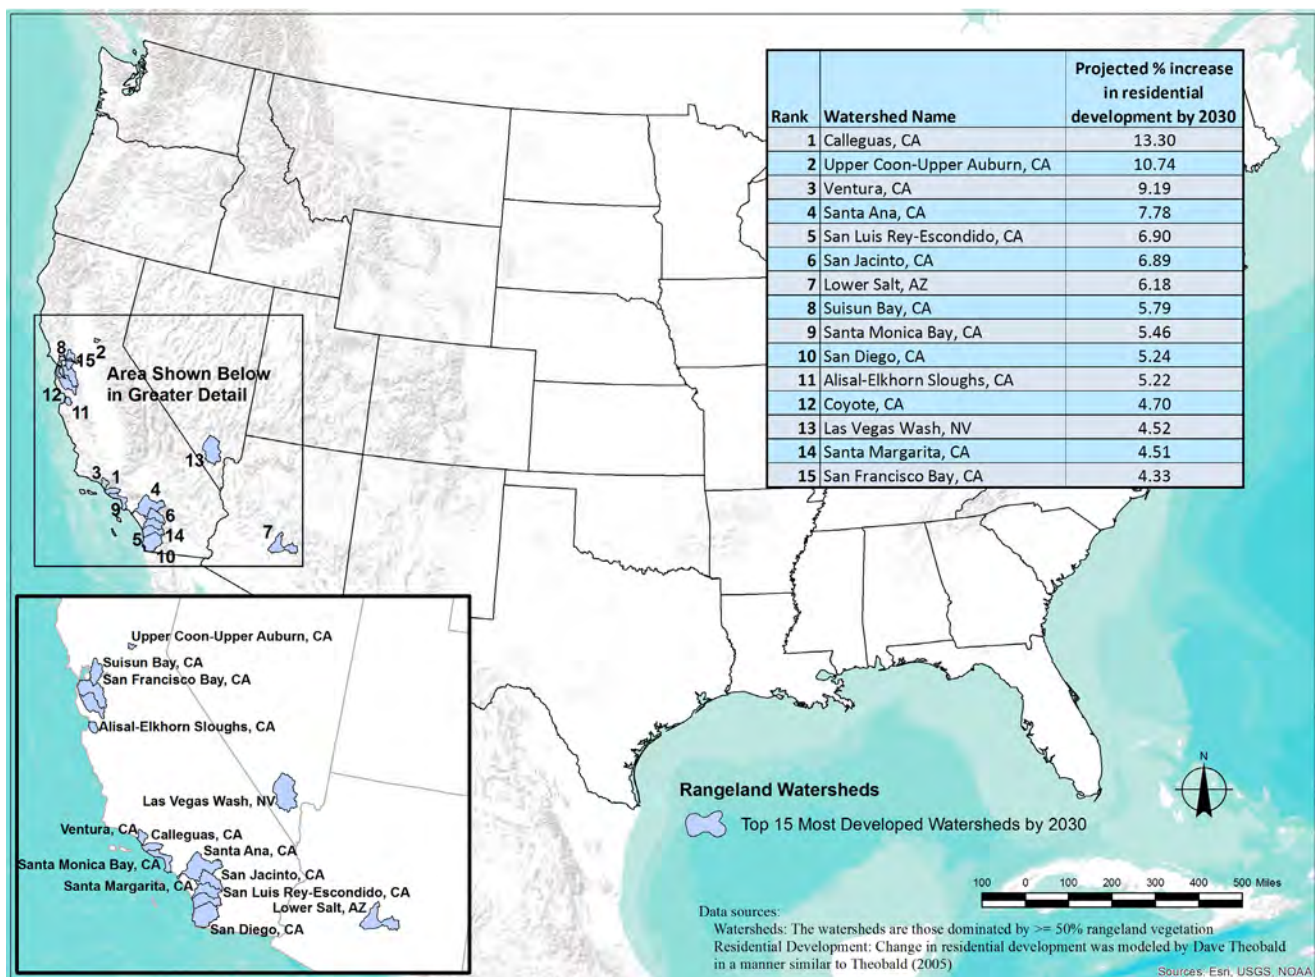 Rank Watershed Name Projected % increase
in residential
development by 2030
1 Calleguas, CA 13.30
2 Upper Coon-Upper Auburn, CA 10.74
3 Ventura, CA 9.19
4 Santa Ana, CA 7.78
5 San Luis Rey-Escondido, CA 6.90
6 San Jacinto, CA 6.89
7 Lower Salt, AZ 6.18
8 Suisun Bay, CA 5.79
9 Santa Monica Bay, CA 5.46
10 San Diego, CA 5.24
11 Alisal-Elkhorn Sloughs, CA 5.22
12 Coyote, CA 4.70
13 Las Vegas Wash, NV 4.52
14 Santa Margarita, CA 4.51
15 San Francisco Bay, CA 4.33
8
2
15
Area Shown Below
in Greater Detail
12
11
13
3
1
4
9
6
7
5
14
10
Upper Coon-Upper Auburn, CA
Suisun Bay, CA
San Francisco Bay, CA
Alisal-Elkhorn Sloughs, CA
Las Vegas Wash, NV
Ventura, CA
Calleguas, CA
Santa Ana, CA
Santa Monica Bay, CA
San Jacinto, CA
Santa Margarita, CA
San Luis Rey-Escondido, CA
Lower Salt, AZ
San Diego, CA
N
Rangeland Watersheds
Top 15 Most Developed Watersheds by 2030
100 0 100 200 300 400 500 Miles
Data sources:
Watersheds: The watersheds are those dominated by >= 50% rangeland vegetation
Residential Development: Change in residential development was modeled by Dave Theobald
in a manner similar to Theobald (2005)
Sources: Esri, USGS, NOAA